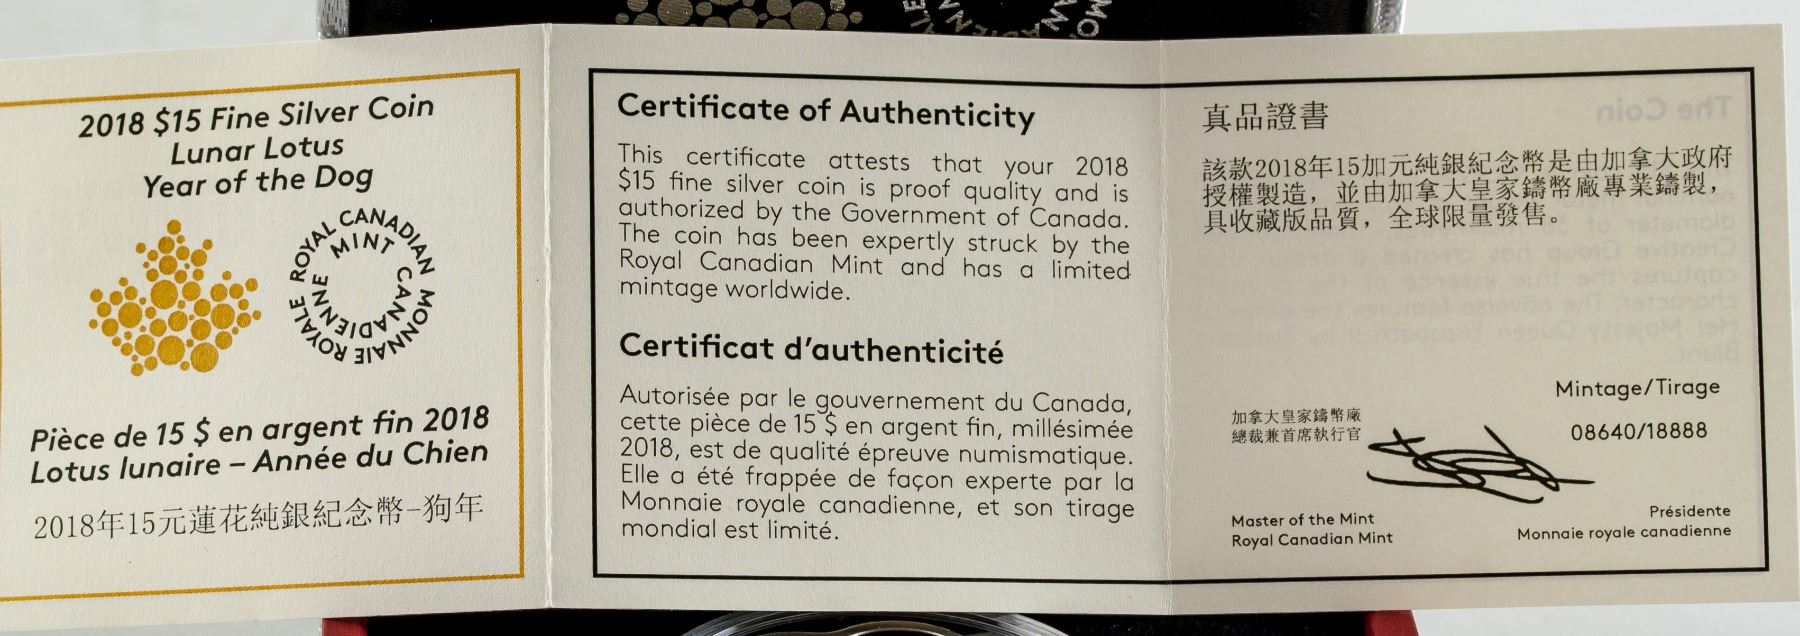 2018 $15 Fine Silver Coin
Lunar Lotus
Year of the Dog
ROYAL CANADIAN MINT
MONNAIE ROYALE CANADIENNE
Pièce de 15 $ en argent fin 2018
Lotus lunaire – Année du Chien
2018年15元蓮花純銀紀念幣-狗年
Certificate of Authenticity
This certificate attests that your 2018
$15 fine silver coin is proof quality and is
authorized by the Government of Canada.
The coin has been expertly struck by the
Royal Canadian Mint and has a limited
mintage worldwide.
Certificat d'authenticité
Autorisée par le gouvernement du Canada,
cette pièce de 15 $ en argent fin, millésimée
2018, est de qualité épreuve numismatique.
Elle a été frappée de façon experte par la
Monnaie royale canadienne, et son tirage
mondial est limité.
真品證書
該款2018年15加元純銀紀念幣是由加拿大政府
授權製造，並由加拿大皇家鑄幣廠專業鑄製，
具收藏版品質，全球限量發售。
Mintage/Tirage
08640/18888
加拿大皇家鑄幣廠
總裁兼首席執行官
Master of the Mint
Royal Canadian Mint
Présidente
Monnaie royale canadienne